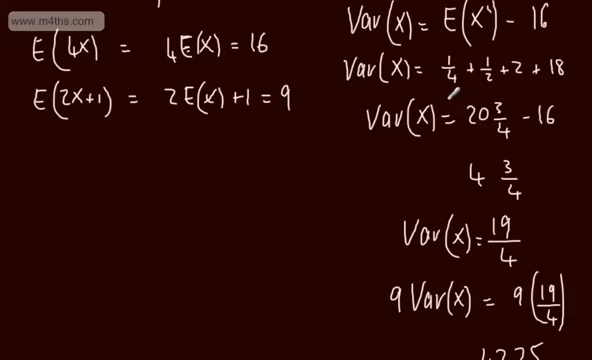 www.m4ths.com
E(4X) = 4E(X) = 16
E(2X+1) = 2E(X)+1 = 9
Var(X) = E(X²) - 16
Var(X) = 1/4 + 1/2 + 2 + 18
Var(X) = 20 3/4 - 16
4 3/4
Var(X) = 19/4
9 Var(X) = 9(19/4)